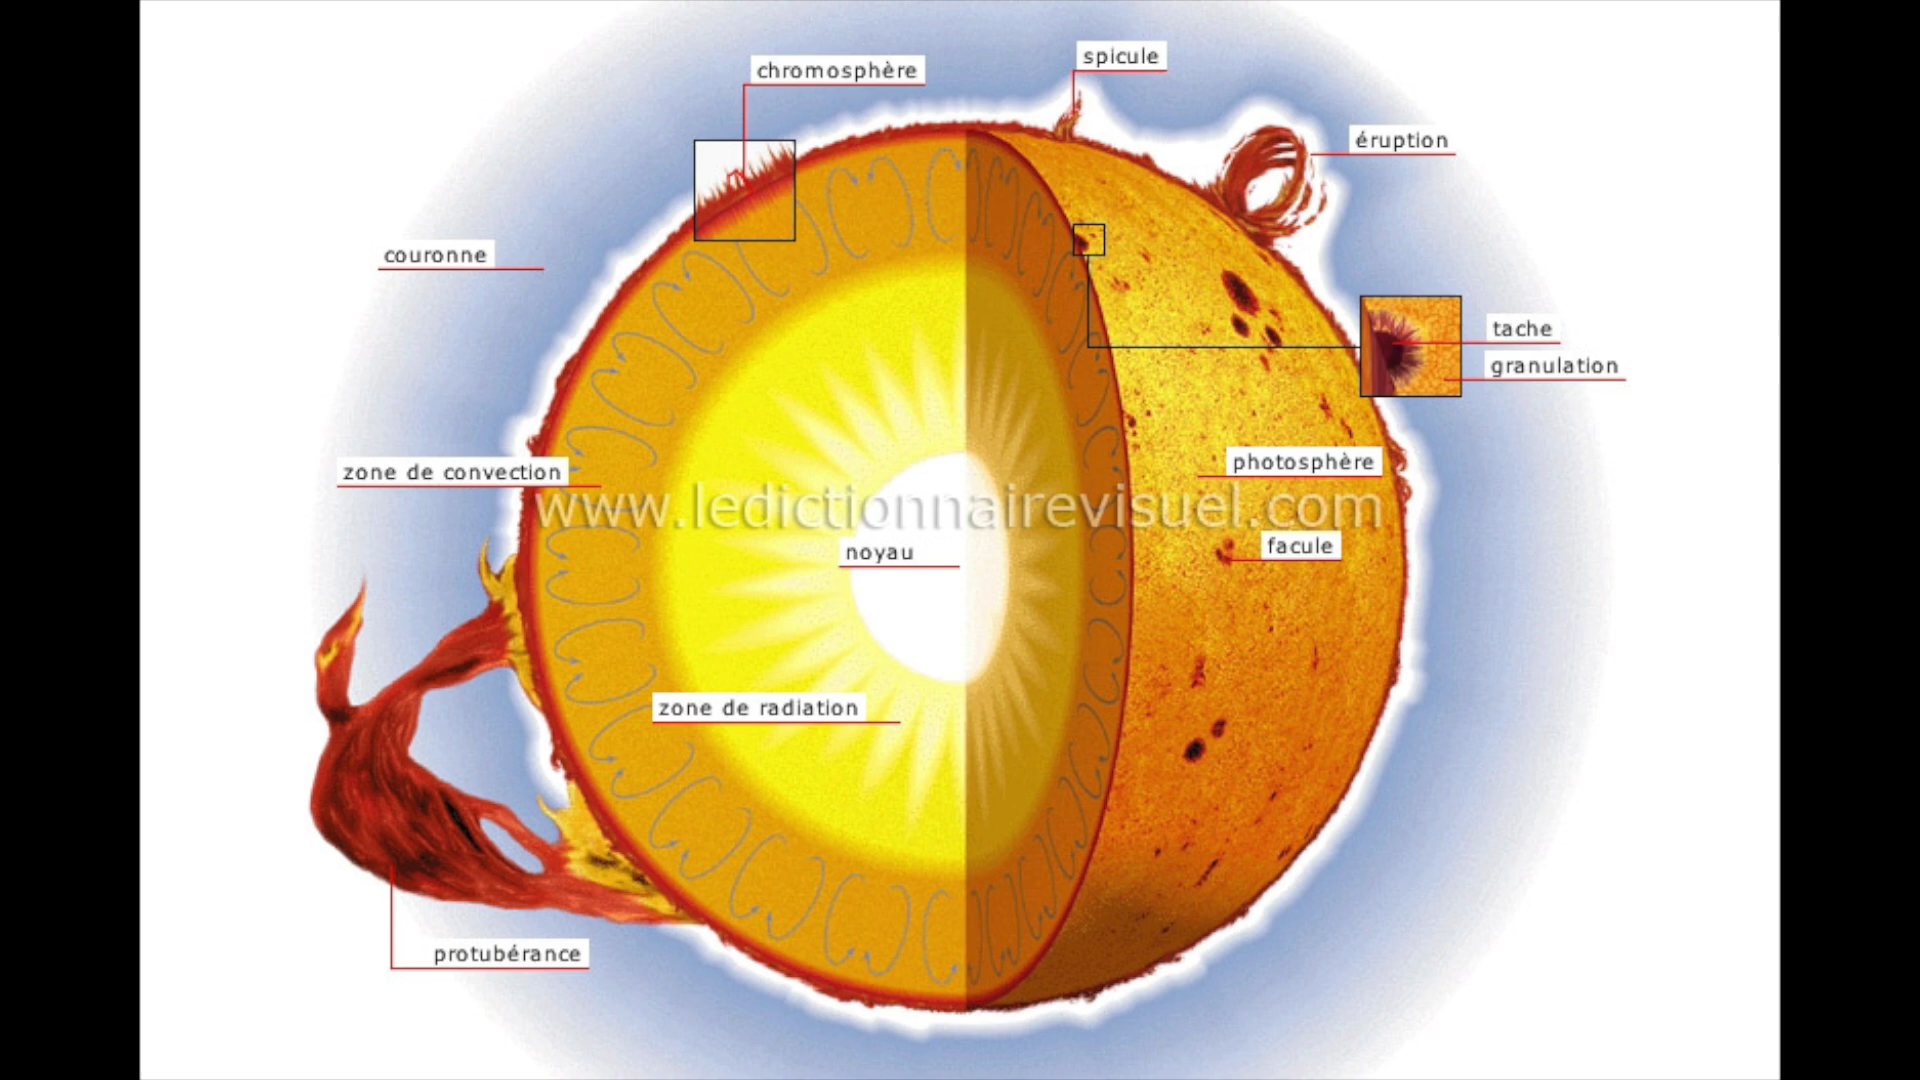 spicule
chromosphère
éruption
couronne
tache
granulation
photosphère
zone de convection
www.ledictionnairevisuel.com
facule
noyau
zone de radiation
protubérance